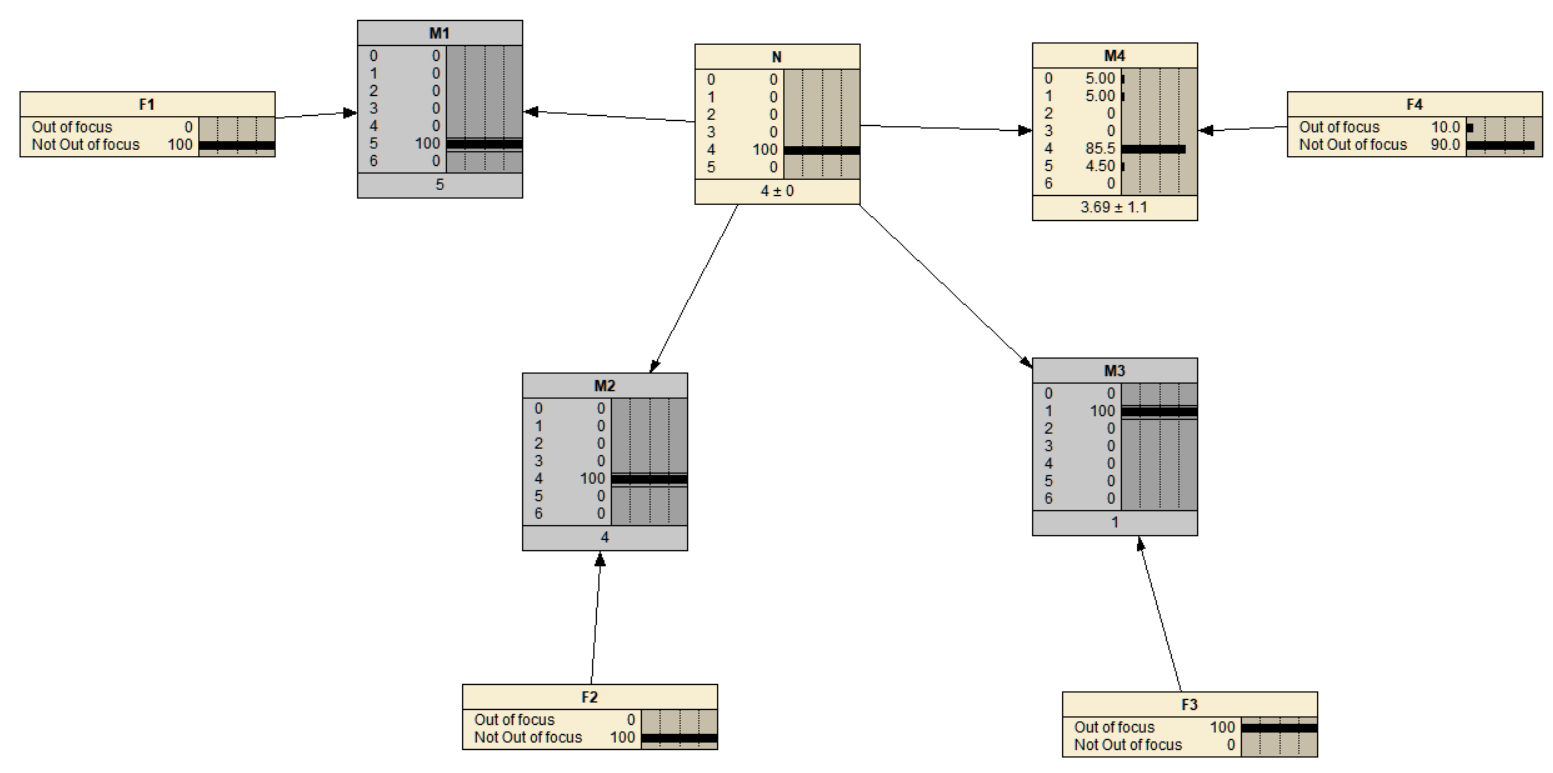 M1
0 0
1 0
2 0
3 0
4 0
5 100
6 0
5
N
0 0
1 0
2 0
3 0
4 100
5 0
4 ± 0
M4
0 5.00
1 5.00
2 0
3 0
4 85.5
5 4.50
6 0
3.69 ± 1.1
F1
Out of focus 0
Not Out of focus 100
F4
Out of focus 10.0
Not Out of focus 90.0
M2
0 0
1 0
2 0
3 0
4 100
5 0
6 0
4
M3
0 0
1 100
2 0
3 0
4 0
5 0
6 0
1
F2
Out of focus 0
Not Out of focus 100
F3
Out of focus 100
Not Out of focus 0